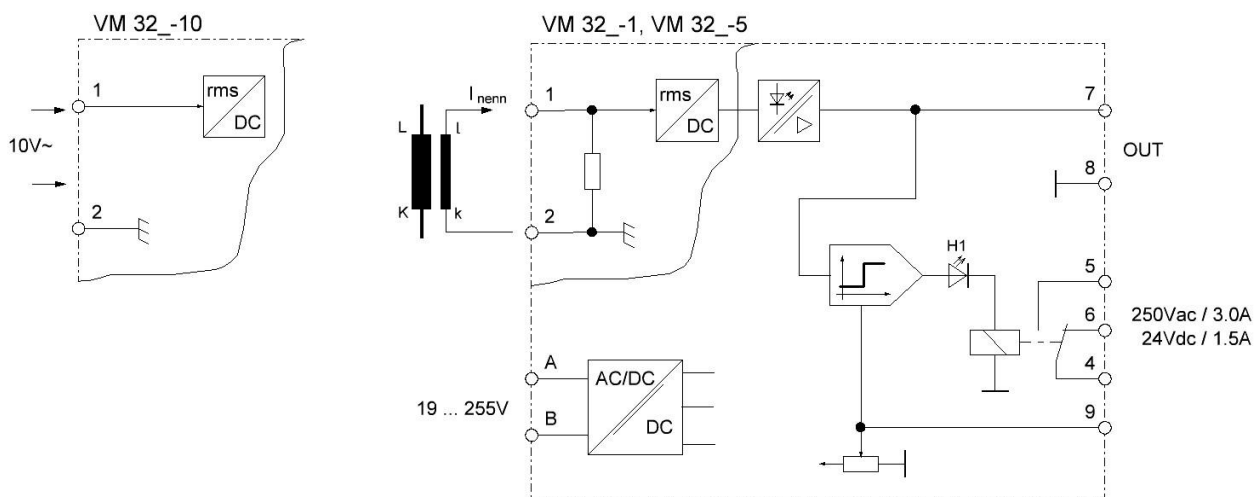 VM 32_-10
1
rms
DC
10V~
2
VM 32_-1, VM 32_-5
I nenn
L
l
K
k
1
rms
DC
2
7
OUT
8
H1
5
6
250Vac / 3.0A
24Vdc / 1.5A
4
A
AC/DC
19 ... 255V
B
DC
9